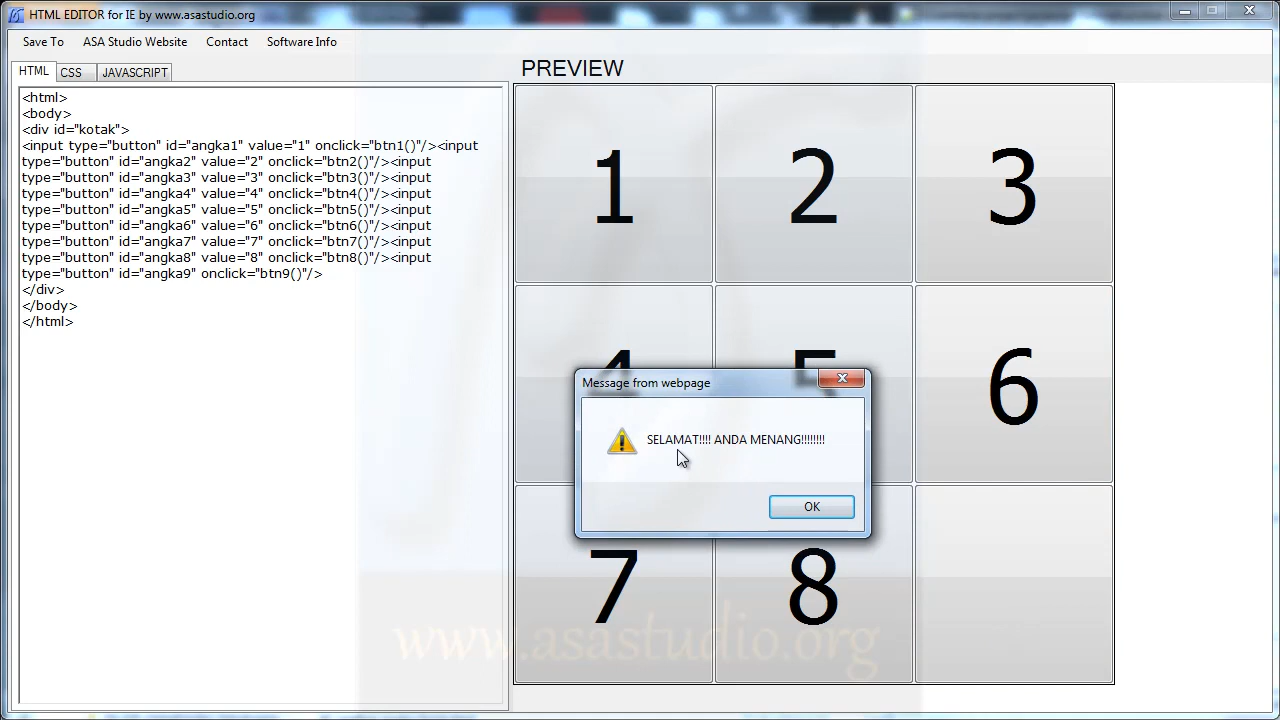 HTML EDITOR for IE by www.asastudio.org
Save To ASA Studio Website Contact Software Info
HTML CSS JAVASCRIPT
PREVIEW
<html>
<body>
<div id="kotak">
<input type="button" id="angka1" value="1" onclick="btn1()"/><input
type="button" id="angka2" value="2" onclick="btn2()"/><input
type="button" id="angka3" value="3" onclick="btn3()"/><input
type="button" id="angka4" value="4" onclick="btn4()"/><input
type="button" id="angka5" value="5" onclick="btn5()"/><input
type="button" id="angka6" value="6" onclick="btn6()"/><input
type="button" id="angka7" value="7" onclick="btn7()"/><input
type="button" id="angka8" value="8" onclick="btn8()"/><input
type="button" id="angka9" onclick="btn9()"/>
</div>
</body>
</html>
1 2 3
4 5 6
Message from webpage
SELAMAT!!!! ANDA MENANG!!!!!!!!
OK
7 8
www.asastudio.org